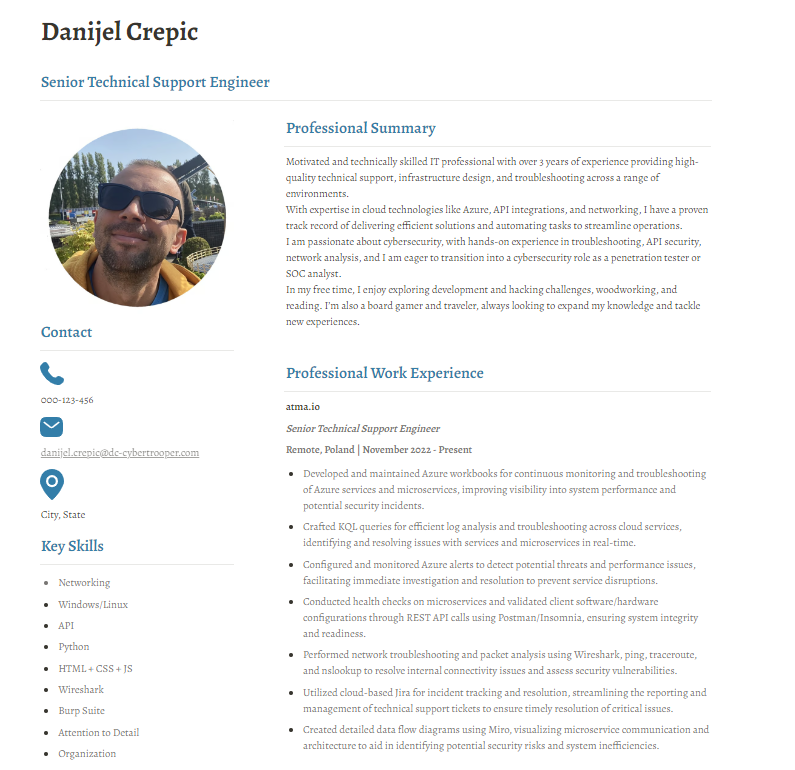 Danijel Crepic
Senior Technical Support Engineer
Contact
000-123-456
danijel.crepic@dc-cybertrooper.com
City, State
Key Skills
Networking
Windows/Linux
API
Python
HTML + CSS + JS
Wireshark
Burp Suite
Attention to Detail
Organization
Professional Summary
Motivated and technically skilled IT professional with over 3 years of experience providing high-
quality technical support, infrastructure design, and troubleshooting across a range of
environments.
With expertise in cloud technologies like Azure, API integrations, and networking, I have a proven
track record of delivering efficient solutions and automating tasks to streamline operations.
I am passionate about cybersecurity, with hands-on experience in troubleshooting, API security,
network analysis, and I am eager to transition into a cybersecurity role as a penetration tester or
SOC analyst.
In my free time, I enjoy exploring development and hacking challenges, woodworking, and
reading. I'm also a board gamer and traveler, always looking to expand my knowledge and tackle
new experiences.
Professional Work Experience
atma.io
Senior Technical Support Engineer
Remote, Poland | November 2022 - Present
Developed and maintained Azure workbooks for continuous monitoring and troubleshooting
of Azure services and microservices, improving visibility into system performance and
potential security incidents.
Crafted KQL queries for efficient log analysis and troubleshooting across cloud services,
identifying and resolving issues with services and microservices in real-time.
Configured and monitored Azure alerts to detect potential threats and performance issues,
facilitating immediate investigation and resolution to prevent service disruptions.
Conducted health checks on microservices and validated client software/hardware
configurations through REST API calls using Postman/Insomnia, ensuring system integrity
and readiness.
Performed network troubleshooting and packet analysis using Wireshark, ping, traceroute,
and nslookup to resolve internal connectivity issues and assess security vulnerabilities.
Utilized cloud-based Jira for incident tracking and resolution, streamlining the reporting and
management of technical support tickets to ensure timely resolution of critical issues.
Created detailed data flow diagrams using Miro, visualizing microservice communication and
architecture to aid in identifying potential security risks and system inefficiencies.